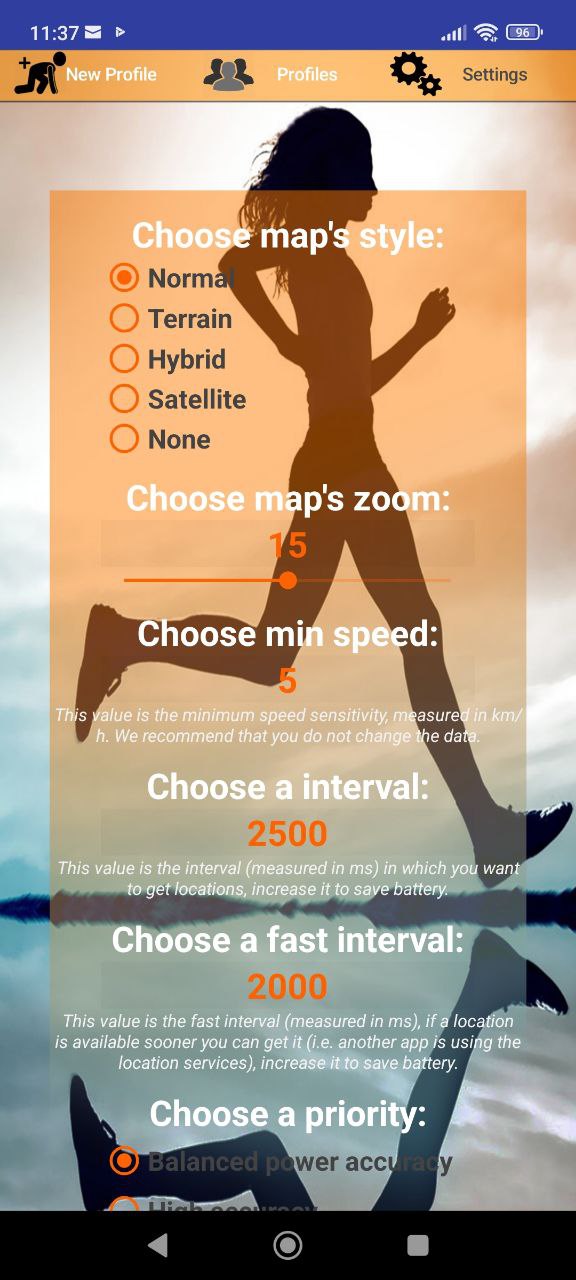 11:37
96
New Profile
Profiles
Settings
Choose map's style:
Normal
Terrain
Hybrid
Satellite
None
Choose map's zoom:
15
Choose min speed:
5
This value is the minimum speed sensitivity, measured in km/
h. We recommend that you do not change the data.
Choose a interval:
2500
This value is the interval (measured in ms) in which you want
to get locations, increase it to save battery.
Choose a fast interval:
2000
This value is the fast interval (measured in ms), if a location
is available sooner you can get it (i.e. another app is using the
location services), increase it to save battery.
Choose a priority:
Balanced power accuracy
High accuracy